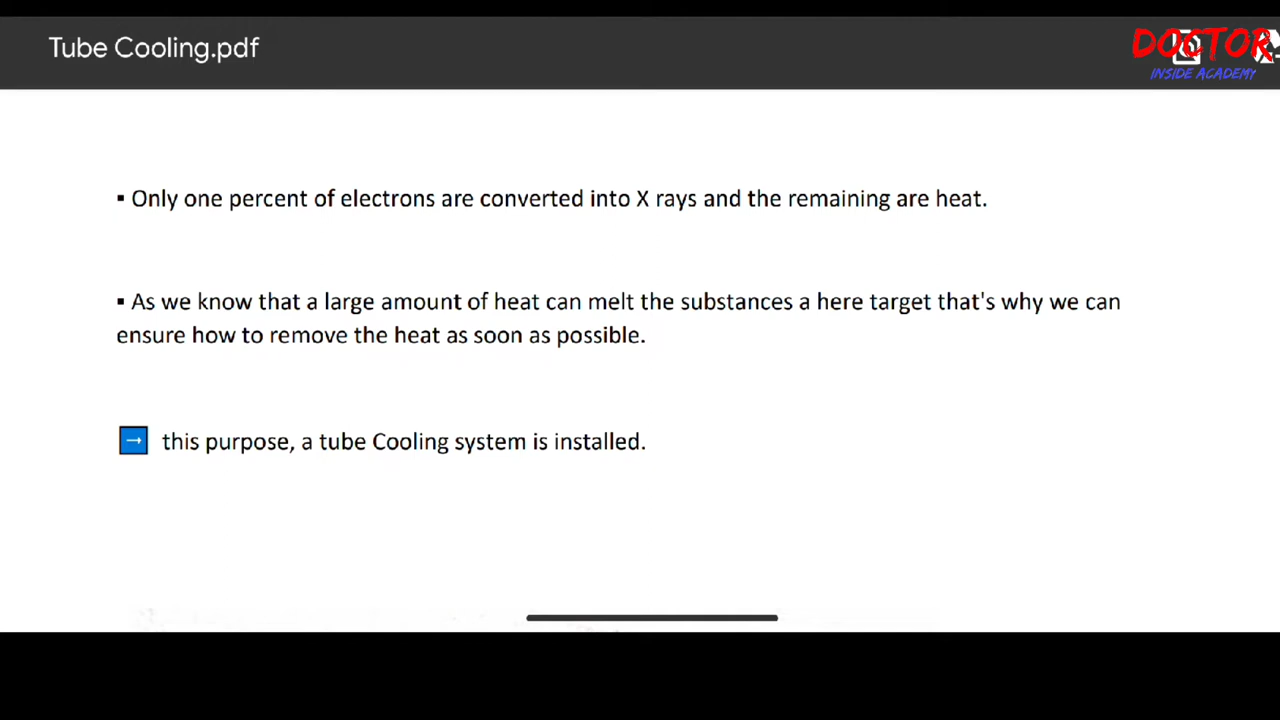 Tube Cooling.pdf
DOCTOR
INSIDE ACADEMY
▪ Only one percent of electrons are converted into X rays and the remaining are heat.
▪ As we know that a large amount of heat can melt the substances a here target that's why we can
ensure how to remove the heat as soon as possible.
→ this purpose, a tube Cooling system is installed.